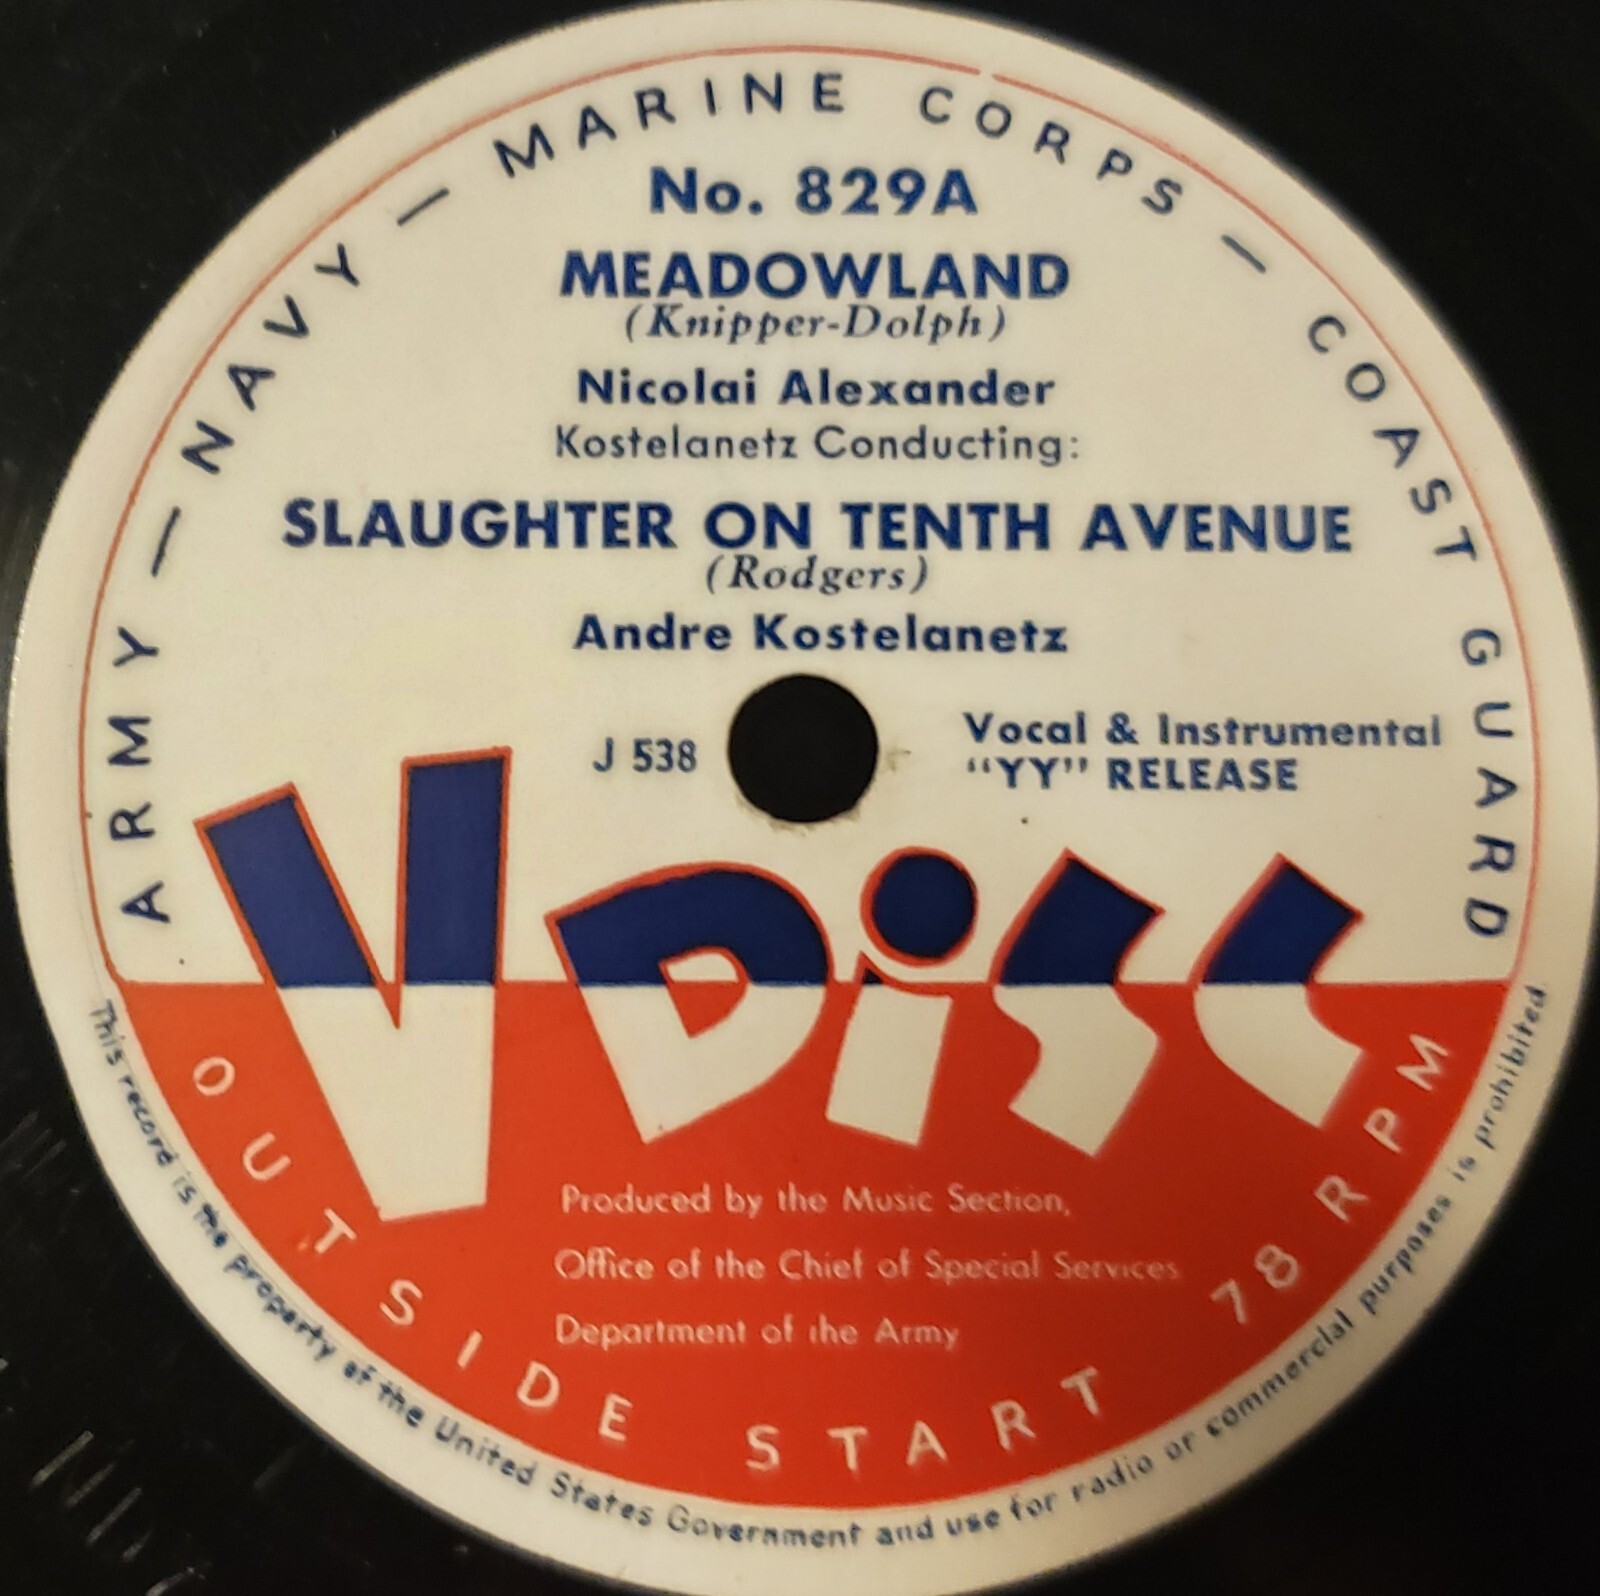 ARMY — NAVY — MARINE CORPS — COAST GUARD
No. 829A
MEADOWLAND
(Knipper-Dolph)
Nicolai Alexander
Kostelanetz Conducting:
SLAUGHTER ON TENTH AVENUE
(Rodgers)
Andre Kostelanetz
J 538
Vocal & Instrumental
"YY" RELEASE
V DiSC
Produced by the Music Section,
Office of the Chief of Special Services
Department of the Army
OUTSIDE START 78 RPM
This record is the property of the United States Government and use for radio or commercial purposes is prohibited